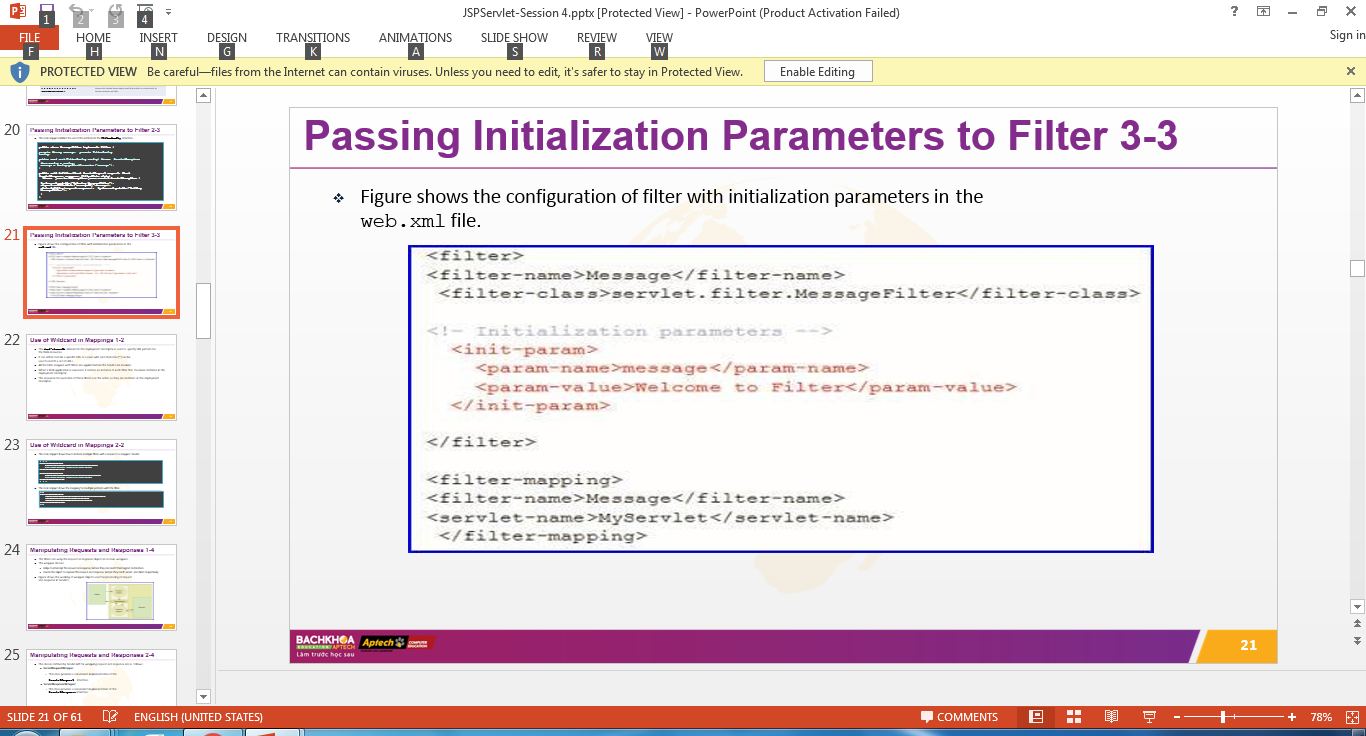 JSPServlet-Session 4.pptx [Protected View] - PowerPoint (Product Activation Failed)
1 2 3 4
FILE HOME INSERT DESIGN TRANSITIONS ANIMATIONS SLIDE SHOW REVIEW VIEW Sign in
F H N G K A S R W
PROTECTED VIEW Be careful—files from the Internet can contain viruses. Unless you need to edit, it's safer to stay in Protected View. Enable Editing
20
Passing Initialization Parameters to Filter 2-3
21
Passing Initialization Parameters to Filter 3-3
22
Use of Wildcard in Mappings 1-2
23
Use of Wildcard in Mappings 2-2
24
Manipulating Requests and Responses 1-4
25
Manipulating Requests and Responses 2-4
Passing Initialization Parameters to Filter 3-3
❖ Figure shows the configuration of filter with initialization parameters in the
web.xml file.
<filter>
<filter-name>Message</filter-name>
<filter-class>servlet.filter.MessageFilter</filter-class>
<!— Initialization parameters -->
<init-param>
<param-name>message</param-name>
<param-value>Welcome to Filter</param-value>
</init-param>
</filter>
<filter-mapping>
<filter-name>Message</filter-name>
<servlet-name>MyServlet</servlet-name>
</filter-mapping>
BACHKHOA
EDUCATION APTECH
Làm trước học sau
Aptech COMPUTER EDUCATION
21
SLIDE 21 OF 61 ENGLISH (UNITED STATES) COMMENTS 78%